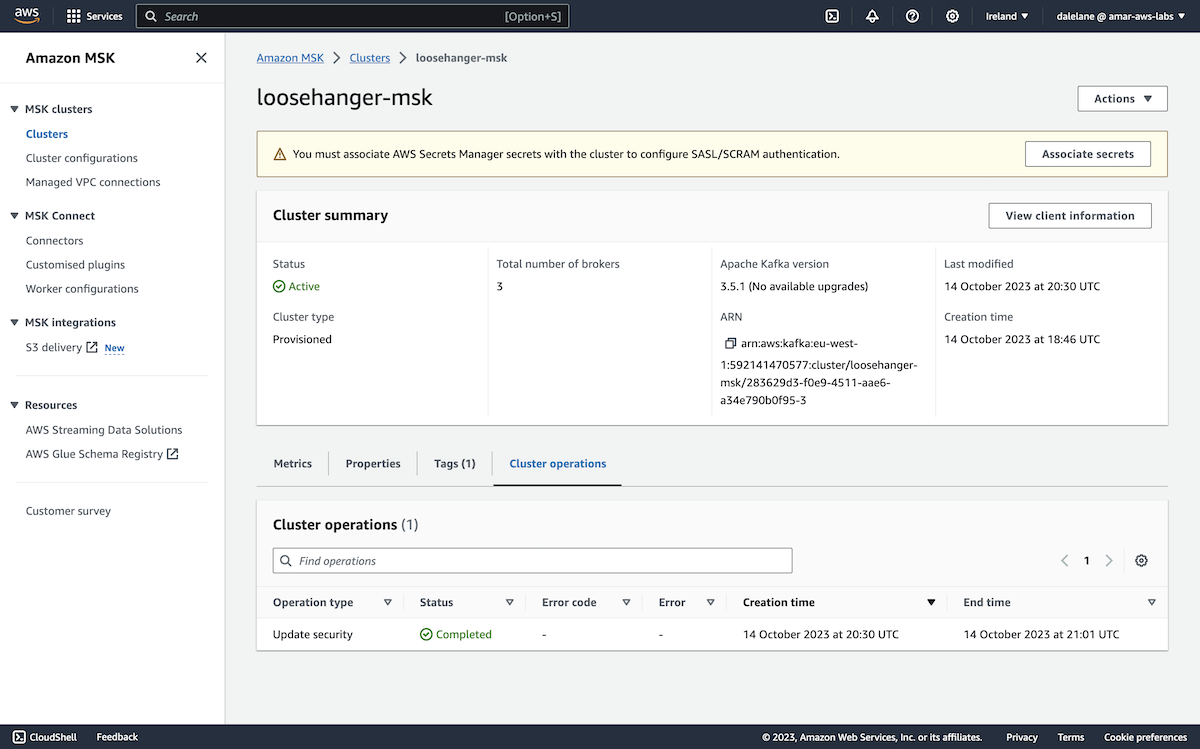 aws
Services
Search
[Option+S]
Ireland
dalelane @ amar-aws-labs
Amazon MSK
MSK clusters
Clusters
Cluster configurations
Managed VPC connections
MSK Connect
Connectors
Customised plugins
Worker configurations
MSK integrations
S3 delivery New
Resources
AWS Streaming Data Solutions
AWS Glue Schema Registry
Customer survey
Amazon MSK
Clusters
loosehanger-msk
loosehanger-msk
Actions
You must associate AWS Secrets Manager secrets with the cluster to configure SASL/SCRAM authentication.
Associate secrets
Cluster summary
View client information
Status
Active
Cluster type
Provisioned
Total number of brokers
3
Apache Kafka version
3.5.1 (No available upgrades)
ARN
arn:aws:kafka:eu-west-
1:592141470577:cluster/loosehanger-
msk/283629d3-f0e9-4511-aae6-
a34e790b0f95-3
Last modified
14 October 2023 at 20:30 UTC
Creation time
14 October 2023 at 18:46 UTC
Metrics
Properties
Tags (1)
Cluster operations
Cluster operations (1)
Find operations
1
Operation type
Status
Error code
Error
Creation time
End time
Update security
Completed
-
-
14 October 2023 at 20:30 UTC
14 October 2023 at 21:01 UTC
CloudShell
Feedback
© 2023, Amazon Web Services, Inc. or its affiliates.
Privacy
Terms
Cookie preferences